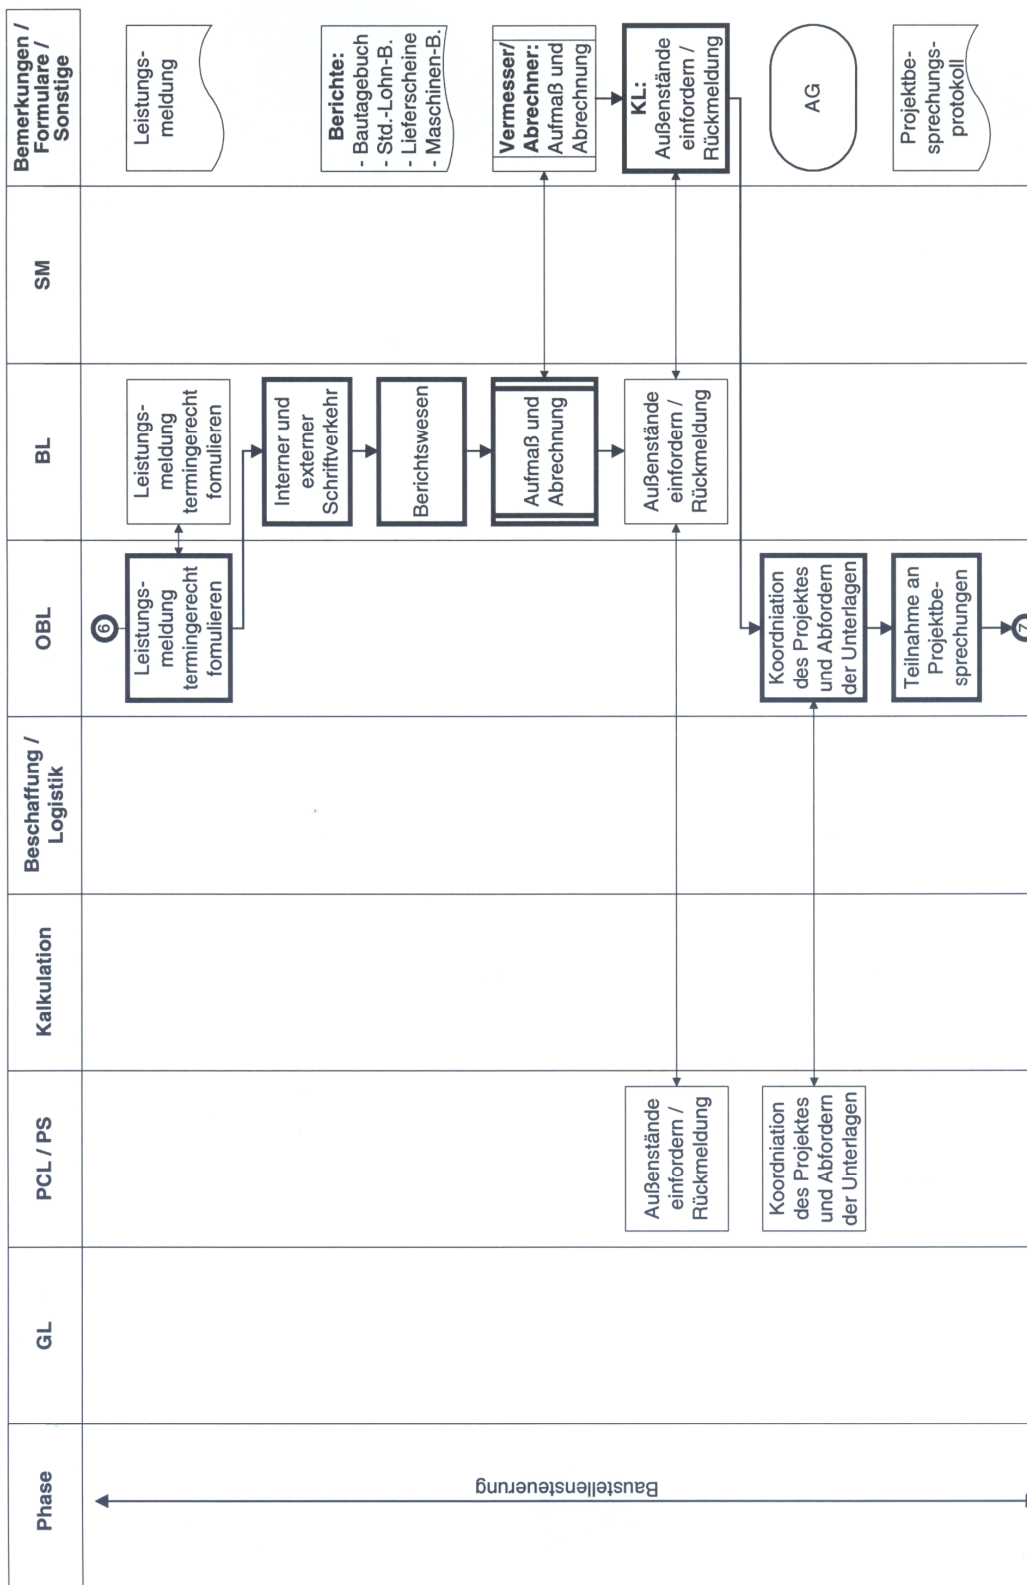 Phase
GL
PCL / PS
Kalkulation
Beschaffung /
Logistik
OBL
BL
SM
Bemerkungen /
Formulare /
Sonstige
Baustellensteuerung
6
Leistungs-
meldung
termingerecht
fomulieren
Leistungs-
meldung
termingerecht
fomulieren
Leistungs-
meldung
Interner und
externer
Schriftverkehr
Berichtswesen
Berichte:
- Bautagebuch
- Std.-Lohn-B.
- Lieferscheine
- Maschinen-B.
Aufmaß und
Abrechnung
Vermesser/
Abrechner:
Aufmaß und
Abrechnung
Außenstände
einfordern /
Rückmeldung
Außenstände
einfordern /
Rückmeldung
KL:
Außenstände
einfordern /
Rückmeldung
Koordniation
des Projektes
und Abfordern
der Unterlagen
Koordniation
des Projektes
und Abfordern
der Unterlagen
AG
Teilnahme an
Projektbe-
sprechungen
Projektbe-
sprechungs-
protokoll
7